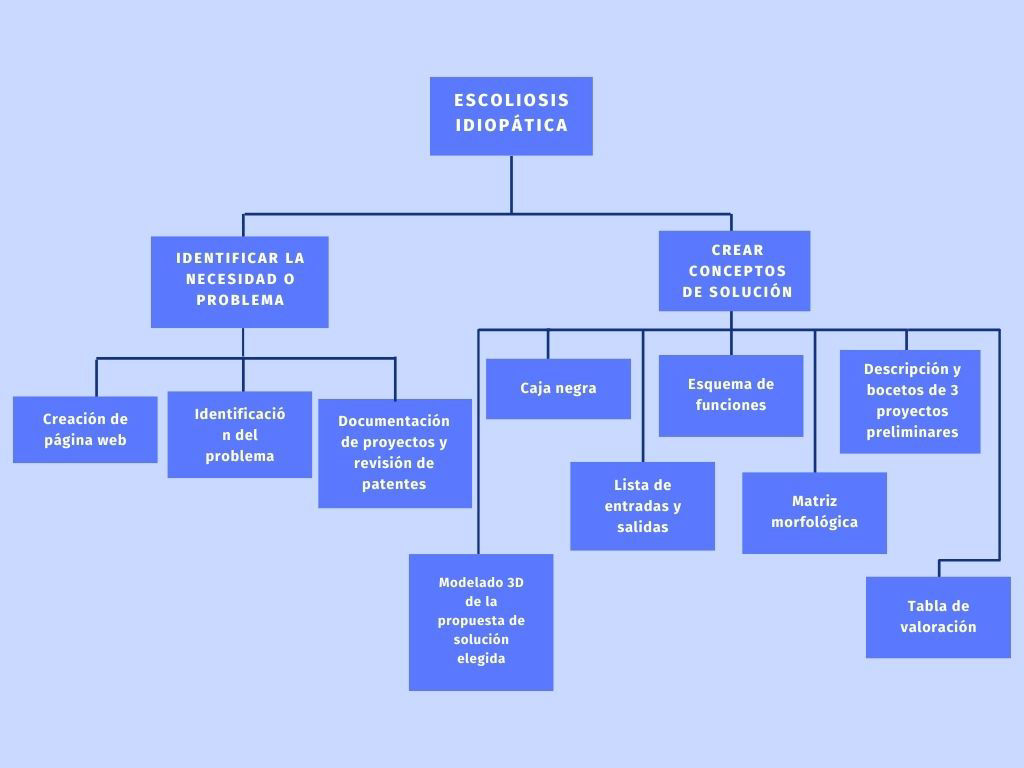 ESCOLIOSIS
IDIOPÁTICA
IDENTIFICAR LA
NECESIDAD O
PROBLEMA
CREAR
CONCEPTOS
DE SOLUCIÓN
Creación de
página web
Identificació
n del
problema
Documentación
de proyectos y
revisión de
patentes
Caja negra
Esquema de
funciones
Descripción y
bocetos de 3
proyectos
preliminares
Lista de
entradas y
salidas
Matriz
morfológica
Modelado 3D
de la
propuesta de
solución
elegida
Tabla de
valoración